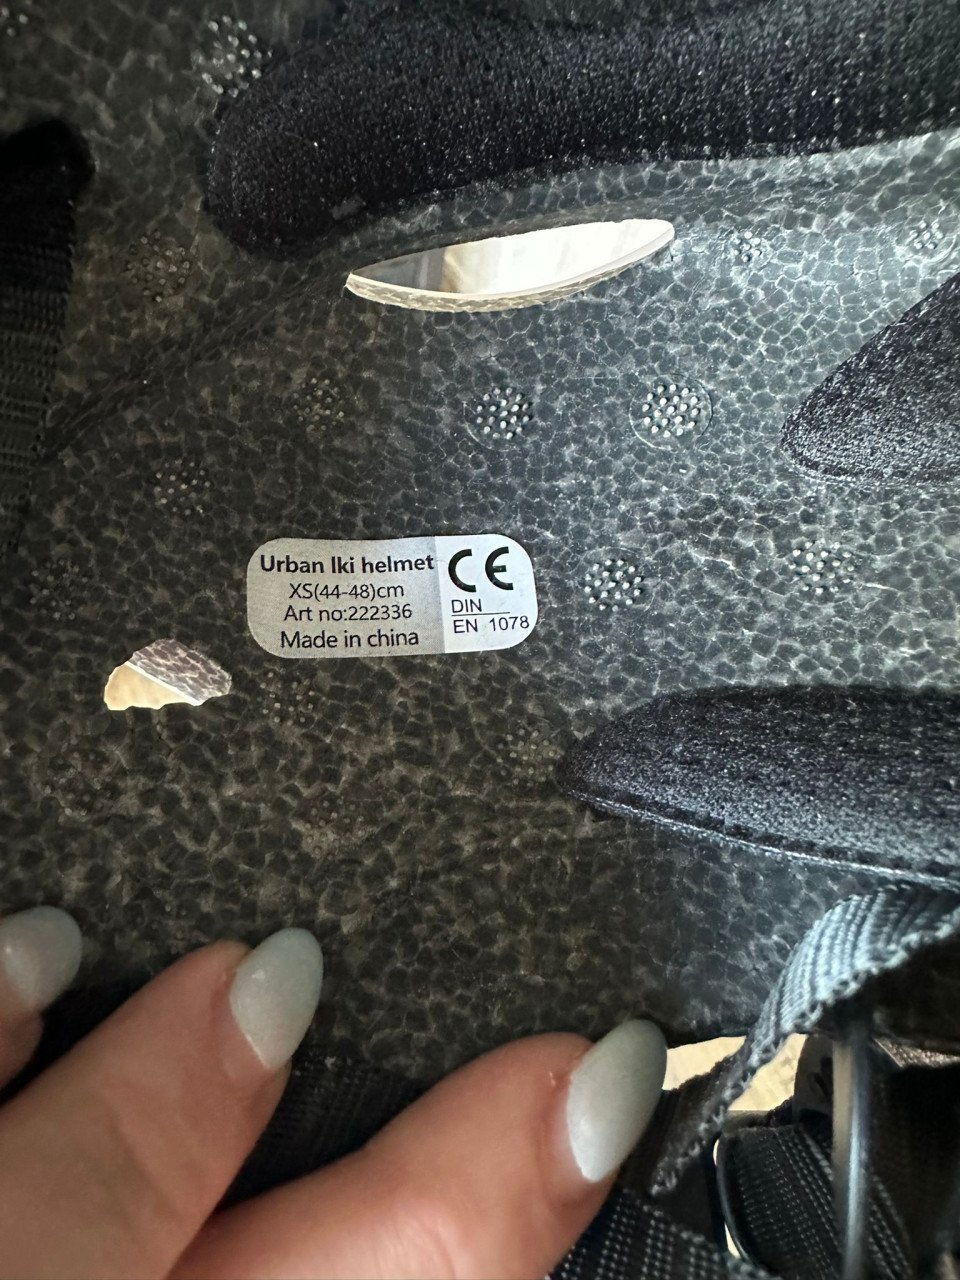 Urban Iki helmet
XS(44-48)cm
Art no:222336
Made in china
CE
DIN
EN 1078